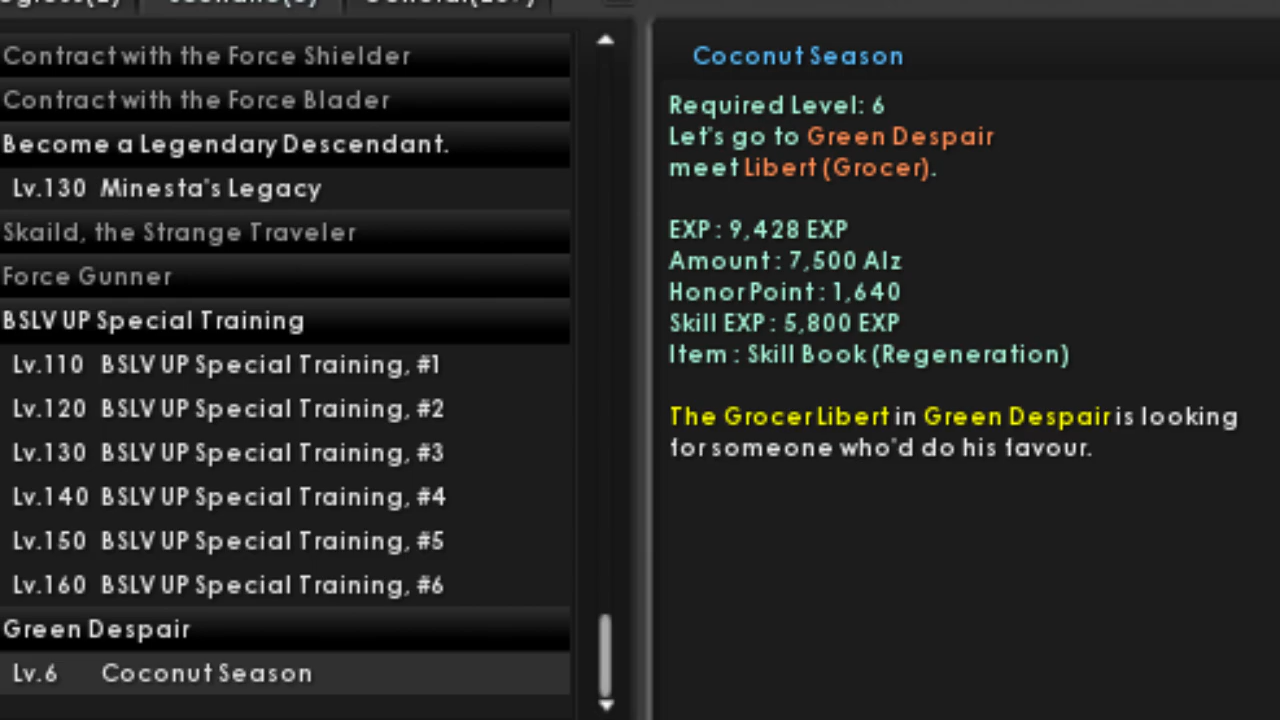 Contract with the Force Shielder
Contract with the Force Blader
Become a Legendary Descendant.
Lv.130 Minesta's Legacy
Skaild, the Strange Traveler
Force Gunner
BSLV UP Special Training
Lv.110 BSLV UP Special Training, #1
Lv.120 BSLV UP Special Training, #2
Lv.130 BSLV UP Special Training, #3
Lv.140 BSLV UP Special Training, #4
Lv.150 BSLV UP Special Training, #5
Lv.160 BSLV UP Special Training, #6
Green Despair
Lv.6 Coconut Season
Coconut Season
Required Level: 6
Let's go to Green Despair
meet Libert (Grocer).
EXP : 9,428 EXP
Amount : 7,500 Alz
Honor Point : 1,640
Skill EXP : 5,800 EXP
Item : Skill Book (Regeneration)
The Grocer Libert in Green Despair is looking
for someone who'd do his favour.